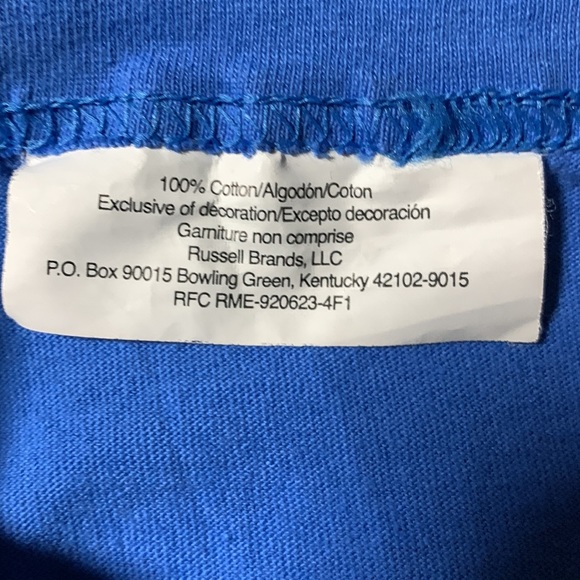 100% Cotton/Algodón/Coton
Exclusive of décoration/Excepto decoración
Garniture non comprise
Russell Brands, LLC
P.O. Box 90015 Bowling Green, Kentucky 42102-9015
RFC RME-920623-4F1